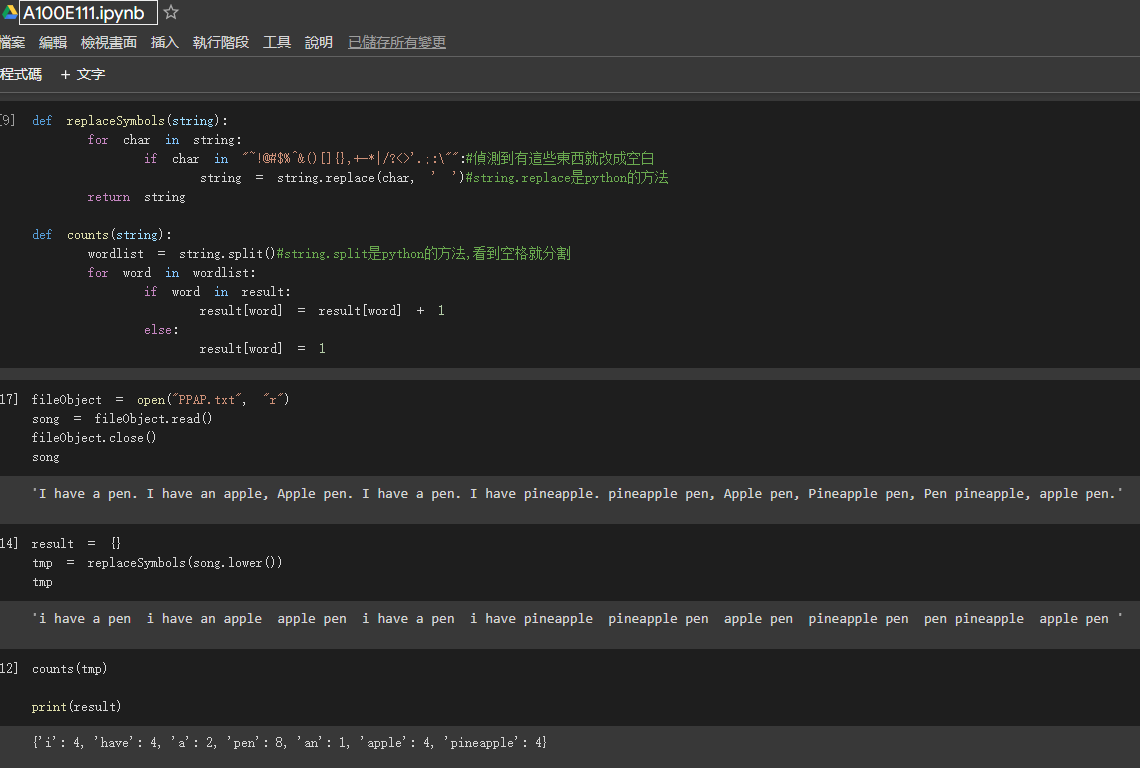 A100E111.ipynb
檔案 編輯 檢視畫面 插入 執行階段 工具 說明 已儲存所有變更
程式碼 + 文字
[9] def replaceSymbols(string):
for char in string:
if char in "~!@#$%^&()[]{},+-*|/?<>'.;:\"":#偵測到有這些東西就改成空白
string = string.replace(char, ' ')#string.replace是python的方法
return string
def counts(string):
wordlist = string.split()#string.split是python的方法,看到空格就分割
for word in wordlist:
if word in result:
result[word] = result[word] + 1
else:
result[word] = 1
17] fileObject = open("PPAP.txt", "r")
song = fileObject.read()
fileObject.close()
song
'I have a pen. I have an apple, Apple pen. I have a pen. I have pineapple. pineapple pen, Apple pen, Pineapple pen, Pen pineapple, apple pen.'
14] result = {}
tmp = replaceSymbols(song.lower())
tmp
'i have a pen  i have an apple  apple pen  i have a pen  i have pineapple  pineapple pen  apple pen  pineapple pen  pen pineapple  apple pen '
12] counts(tmp)
print(result)
{'i': 4, 'have': 4, 'a': 2, 'pen': 8, 'an': 1, 'apple': 4, 'pineapple': 4}